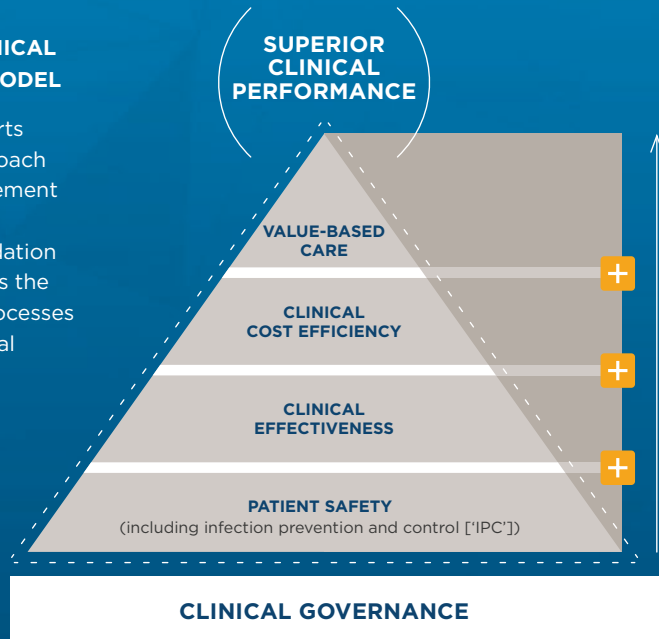 SUPERIOR
CLINICAL
PERFORMANCE
VALUE-BASED
CARE
CLINICAL
COST EFFICIENCY
CLINICAL
EFFECTIVENESS
PATIENT SAFETY
(including infection prevention and control [‘IPC’])
CLINICAL GOVERNANCE
s the